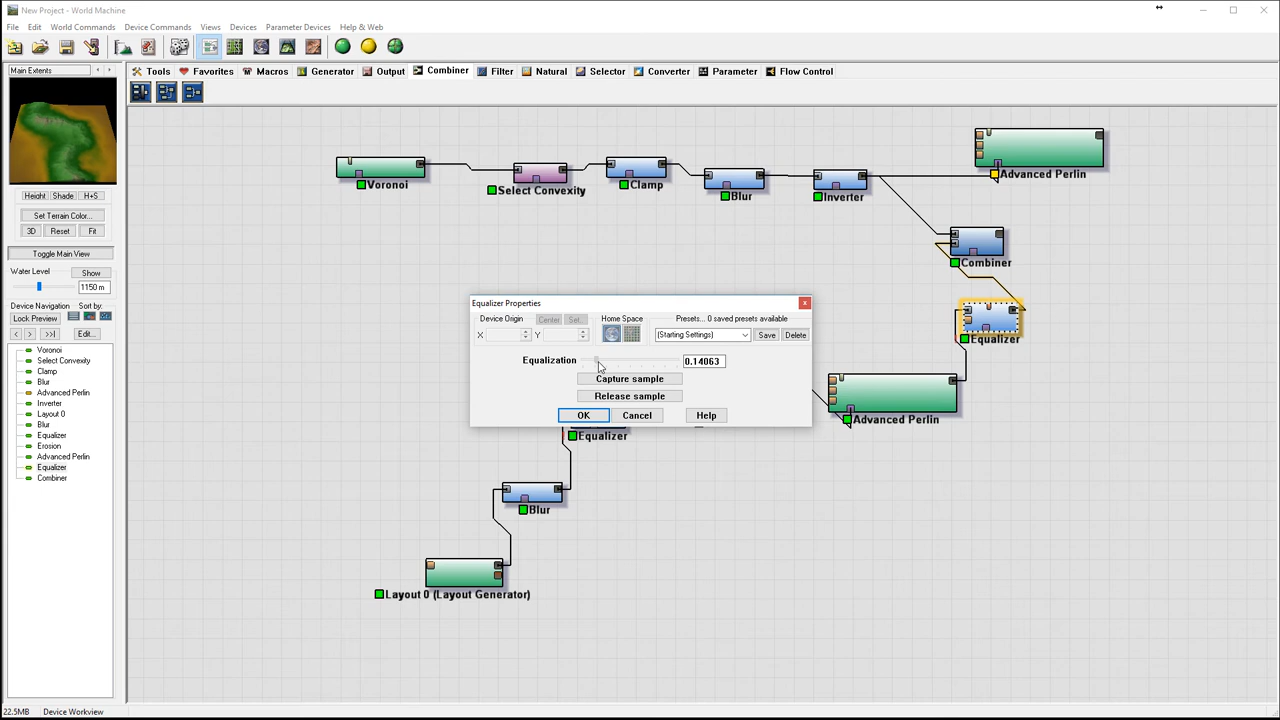 New Project - World Machine
File Edit World Commands Device Commands Views Devices Parameter Devices Help & Web
Main Extents
Tools Favorites Macros Generator Output Combiner Filter Natural Selector Converter Parameter Flow Control
Height Shade H+S
Set Terrain Color...
3D Reset Fit
Toggle Main View
Water Level Show
1150 m
Device Navigation Sort by:
Lock Preview
< > >>| Edit...
Voronoi
Select Convexity
Clamp
Blur
Advanced Perlin
Inverter
Layout 0
Blur
Equalizer
Erosion
Advanced Perlin
Equalizer
Combiner
Voronoi
Select Convexity
Clamp
Blur
Inverter
Advanced Perlin
Combiner
Equalizer
Advanced Perlin
Equalizer Properties
Device Origin Center Set... Home Space Presets... 0 saved presets available
X Y (Starting Settings) Save Delete
Equalization 0.14063
Capture sample
Release sample
OK Cancel Help
Equalizer
Blur
Layout 0 (Layout Generator)
22.5MB Device Workview